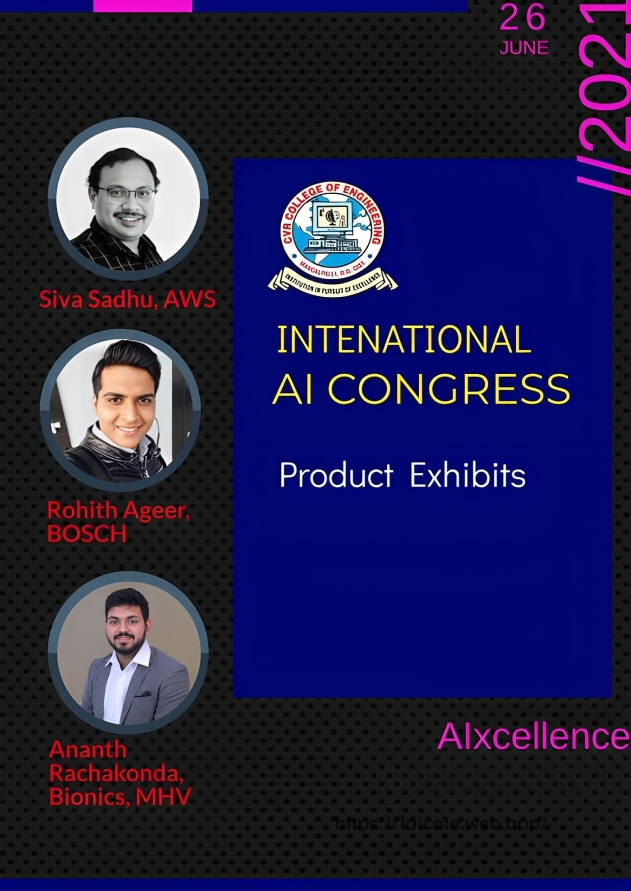 26
JUNE
//2021
CVR COLLEGE OF ENGINEERING
INSTITUTION IN PURSUIT OF EXCELLENCE
Siva Sadhu, AWS
INTENATIONAL
AI CONGRESS
Product Exhibits
Rohith Ageer,
BOSCH
Ananth
Rachakonda,
Bionics, MHV
AIxcellence